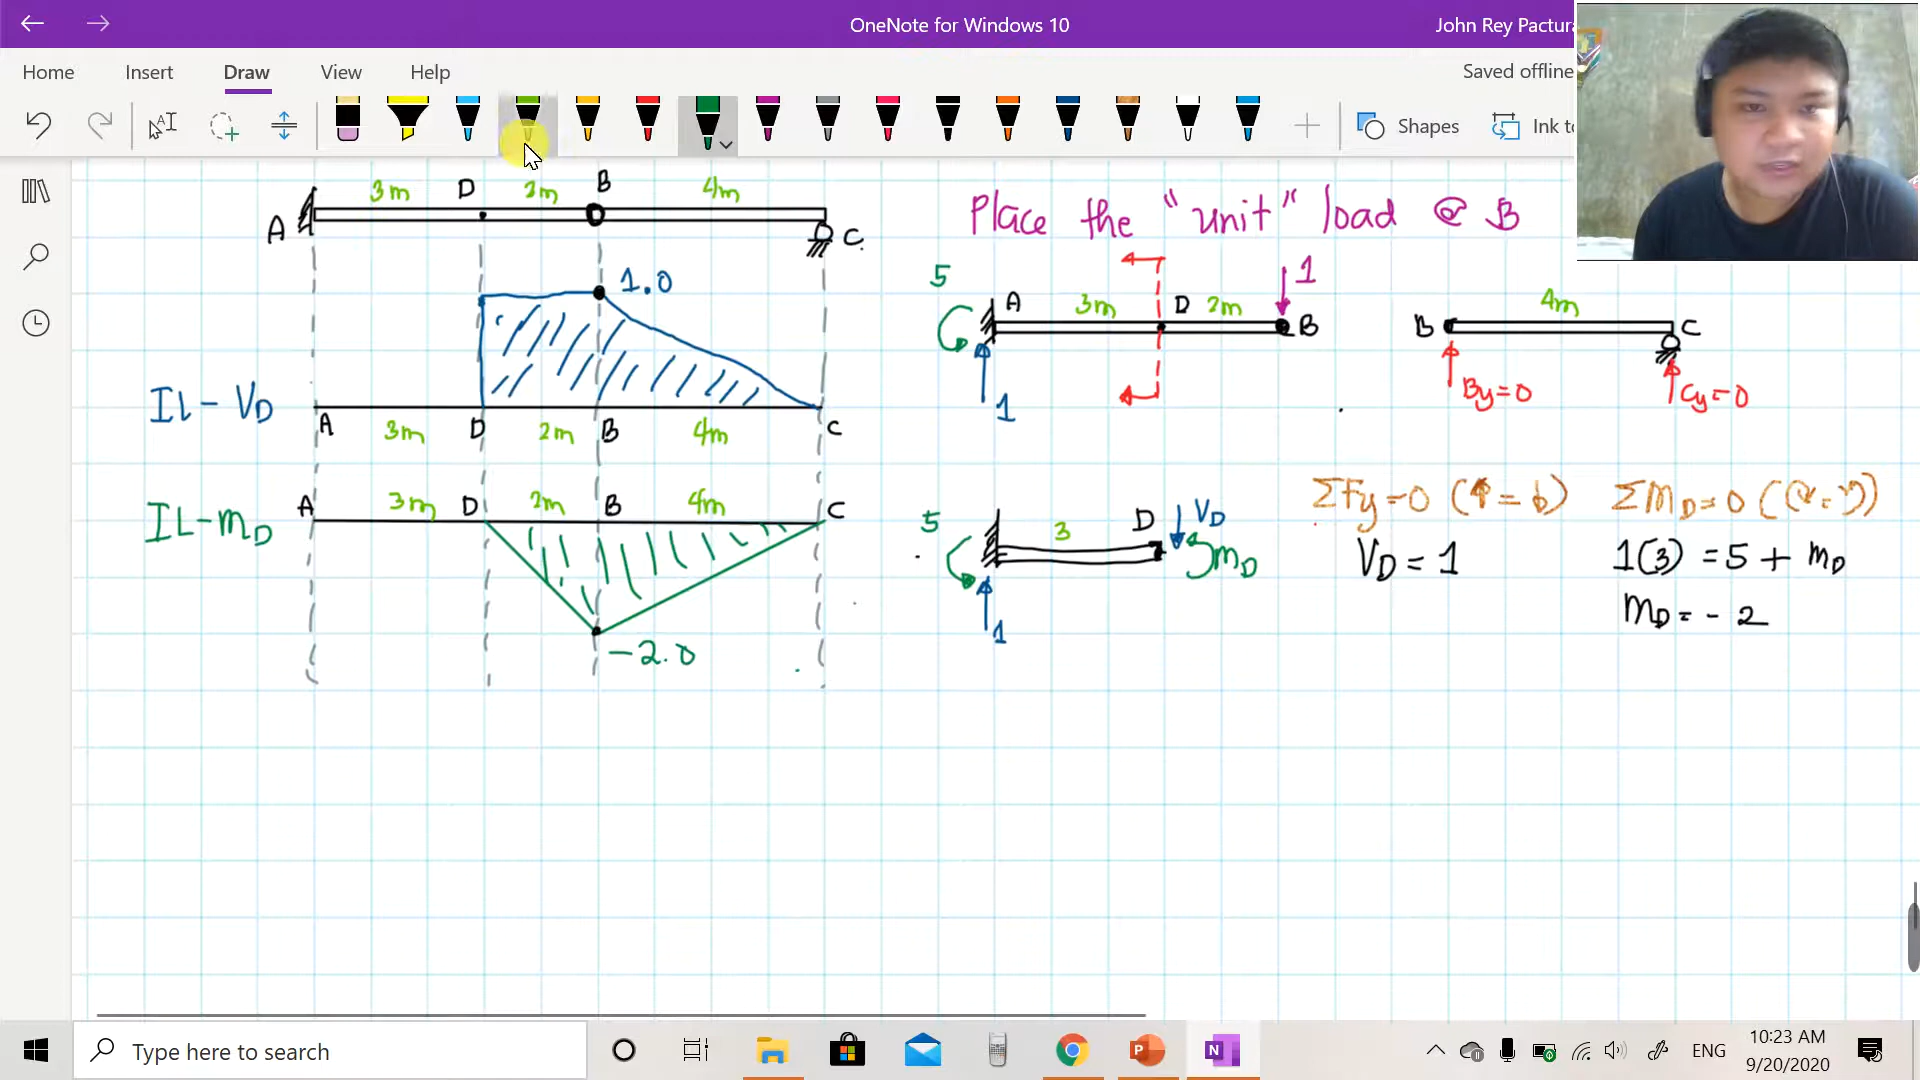 OneNote for Windows 10
John Rey Pactura
Home Insert Draw View Help
Saved offline
Shapes
Ink to
3m D 2m B 4m
A C
1.0
IL - VD
A 3m D 2m B 4m C
IL - mD
A 3m D 2m B 4m C
-2.0
Place the "unit" load @ B
5 A 3m D 2m 1 B
1
B 4m C
By=0 Cy=0
5 3 D VD
mD
1
ΣFy=0 (↑=↓)
VD = 1
ΣMD=0
1(3) = 5 + mD
mD = - 2
Type here to search
ENG
10:23 AM
9/20/2020